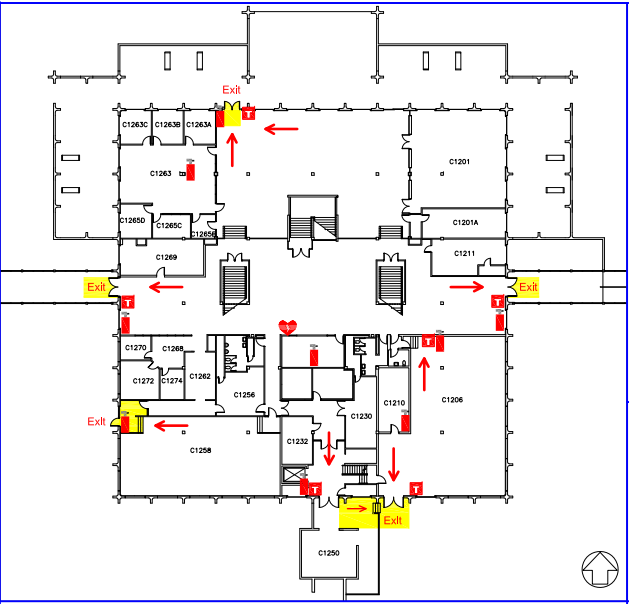 Exit
T
C1263C
C1263B
C1263A
C1263
C1201
C1265D
C1265C
C1265B
C1201A
C1269
C1211
Exit
Exit
T
T
C1270
C1268
T
C1272
C1274
C1262
C1256
C1210
C1206
C1230
Exit
C1232
C1258
T
T
Exit
C1250